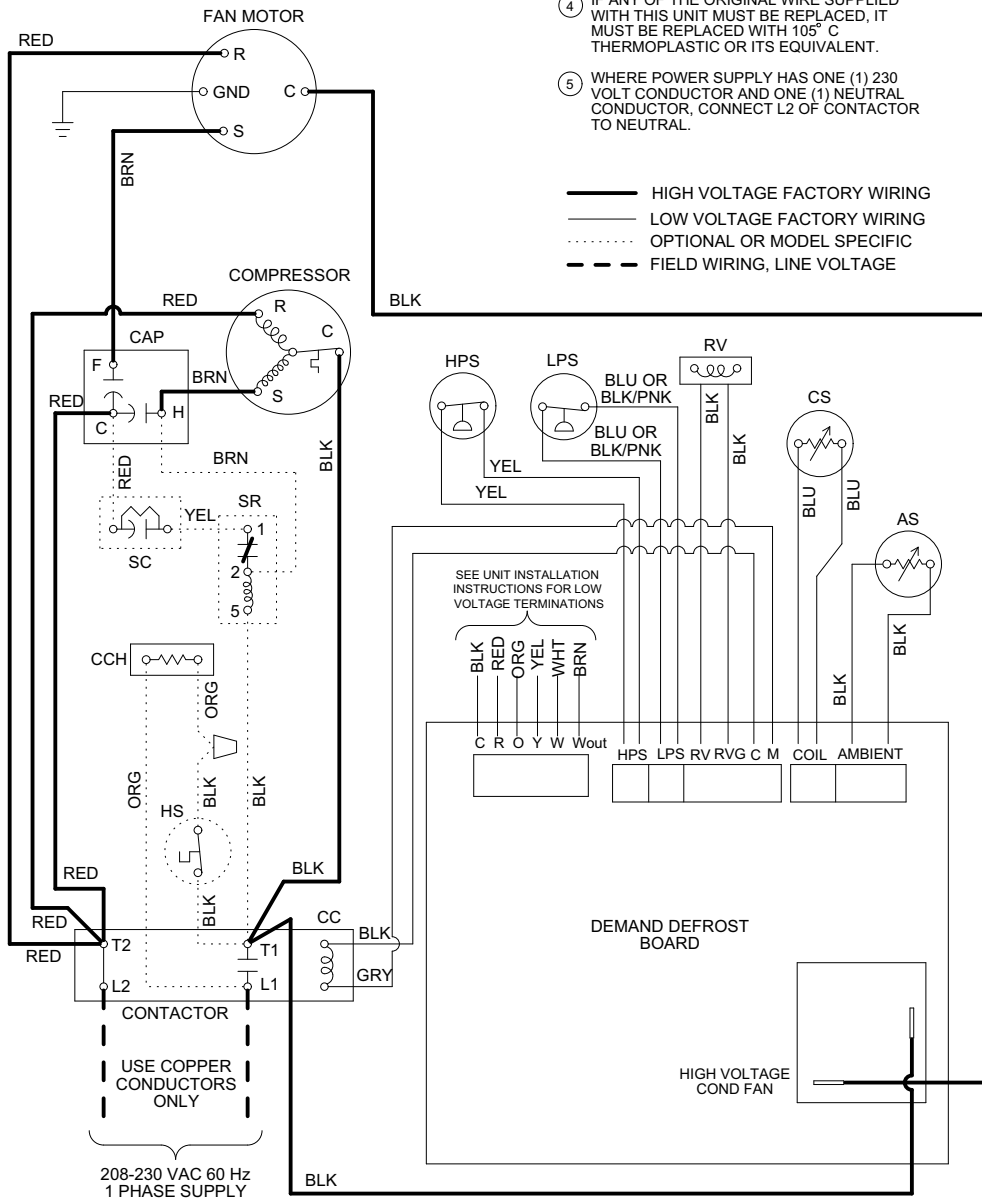 ④ IF ANY OF THE ORIGINAL WIRE SUPPLIED
WITH THIS UNIT MUST BE REPLACED, IT
MUST BE REPLACED WITH 105° C
THERMOPLASTIC OR ITS EQUIVALENT.
⑤ WHERE POWER SUPPLY HAS ONE (1) 230
VOLT CONDUCTOR AND ONE (1) NEUTRAL
CONDUCTOR, CONNECT L2 OF CONTACTOR
TO NEUTRAL.
HIGH VOLTAGE FACTORY WIRING
LOW VOLTAGE FACTORY WIRING
OPTIONAL OR MODEL SPECIFIC
FIELD WIRING, LINE VOLTAGE
FAN MOTOR
RED
R
GND
C
S
BRN
COMPRESSOR
RED
R
C
S
BLK
CAP
F
BRN
RED
C
H
BLK
RED
BRN
SR
YEL
1
SC
2
5
CCH
ORG
ORG
BLK
BLK
HS
BLK
BLK
RED
RED
RED
CC
T2
T1
BLK
L2
L1
GRY
CONTACTOR
USE COPPER
CONDUCTORS
ONLY
208-230 VAC 60 Hz
1 PHASE SUPPLY
BLK
HPS
LPS
RV
BLU OR
BLK/PNK
BLU OR
BLK/PNK
BLK
BLK
YEL
YEL
CS
BLU
BLU
AS
BLK
BLK
SEE UNIT INSTALLATION
INSTRUCTIONS FOR LOW
VOLTAGE TERMINATIONS
BLK
RED
ORG
YEL
WHT
BRN
C R O Y W Wout
HPS LPS RV RVG C M
COIL AMBIENT
DEMAND DEFROST
BOARD
HIGH VOLTAGE
COND FAN